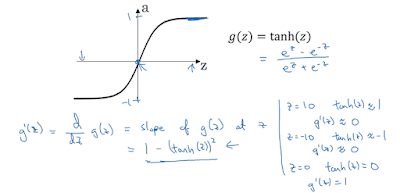 a
1
z
-1
g(z) = tanh(z)
= e^z - e^-z / e^z + e^-z
g'(z) = d/dz g(z) = slope of g(z) at z
= 1 - (tanh(z))² ←
z = 10 tanh(z) ≈ 1
g'(z) ≈ 0
z = -10 tanh(z) ≈ -1
g'(z) ≈ 0
z = 0 tanh(z) = 0
g'(z) = 1